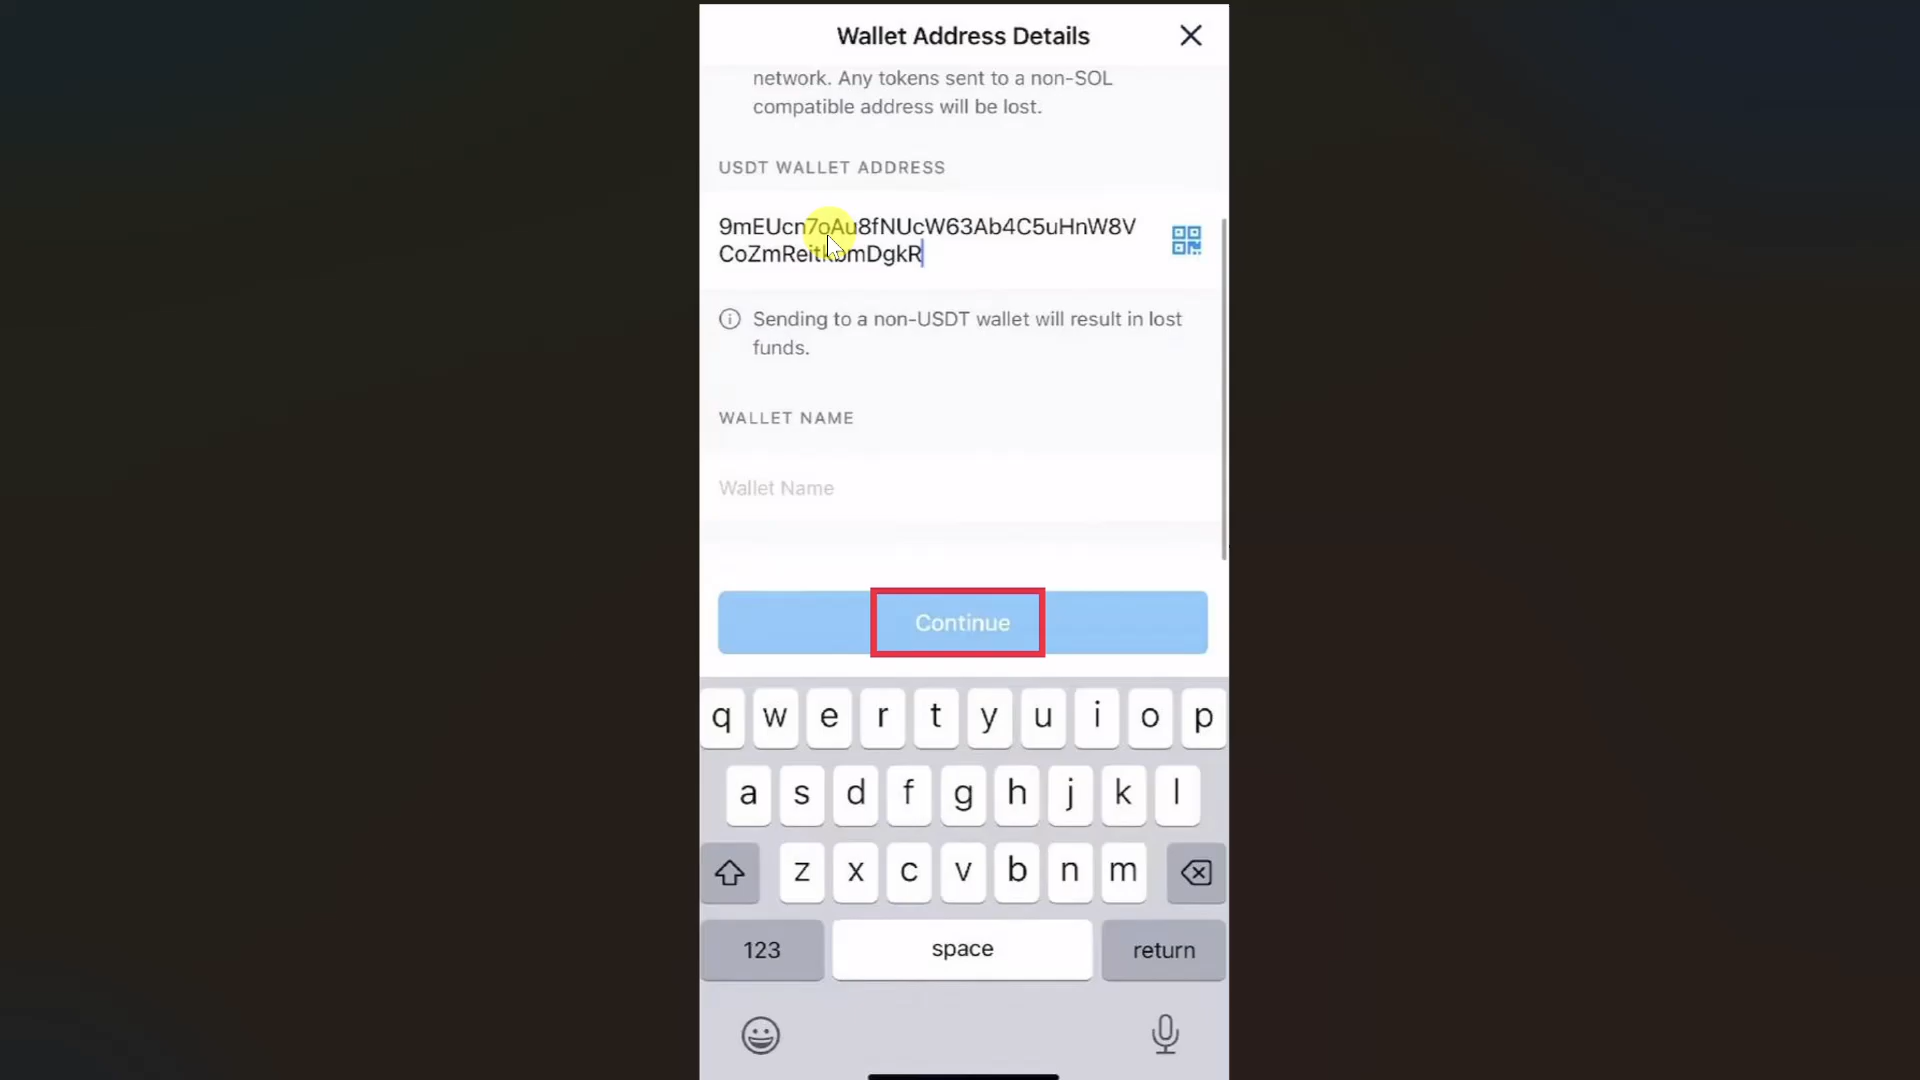 Wallet Address Details
network. Any tokens sent to a non-SOL
compatible address will be lost.
USDT WALLET ADDRESS
9mEUcn7oAu8fNUcW63Ab4C5uHnW8V
CoZmReitkbmDgkR
Sending to a non-USDT wallet will result in lost
funds.
WALLET NAME
Wallet Name
Continue
q w e r t y u i o p
a s d f g h j k l
z x c v b n m
123 space return